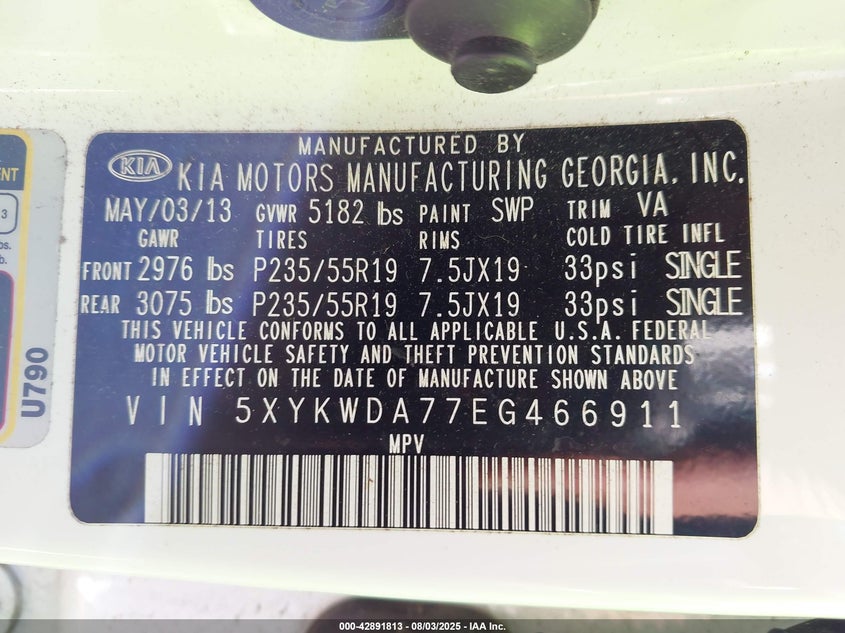 MANUFACTURED BY
KIA KIA MOTORS MANUFACTURING GEORGIA, INC.
MAY/03/13 GVWR 5182 lbs PAINT SWP TRIM VA
GAWR TIRES RIMS COLD TIRE INFL
FRONT 2976 lbs P235/55R19 7.5JX19 33psi SINGLE
REAR 3075 lbs P235/55R19 7.5JX19 33psi SINGLE
THIS VEHICLE CONFORMS TO ALL APPLICABLE U.S.A. FEDERAL
MOTOR VEHICLE SAFETY AND THEFT PREVENTION STANDARDS
IN EFFECT ON THE DATE OF MANUFACTURE SHOWN ABOVE
VIN 5XYKWDA77EG466911
MPV
U790
000-42891813 - 08/03/2025 - IAA Inc.